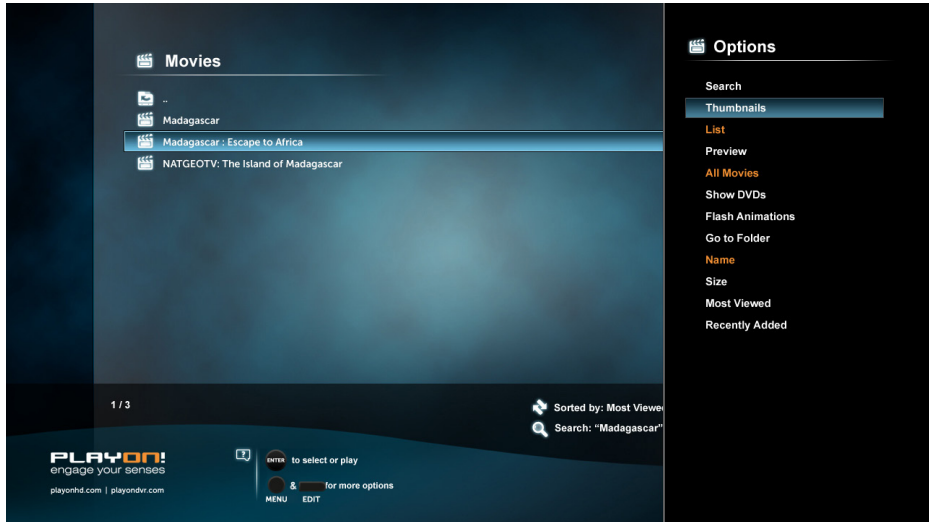 Movies
..
Madagascar
Madagascar : Escape to Africa
NATGEOTV: The Island of Madagascar
1 / 3
Sorted by: Most Viewe
Search: “Madagascar”
PLAYON!
engage your senses
playonhd.com | playondvr.com
?
ENTER to select or play
& for more options
MENU EDIT
Options
Search
Thumbnails
List
Preview
All Movies
Show DVDs
Flash Animations
Go to Folder
Name
Size
Most Viewed
Recently Added